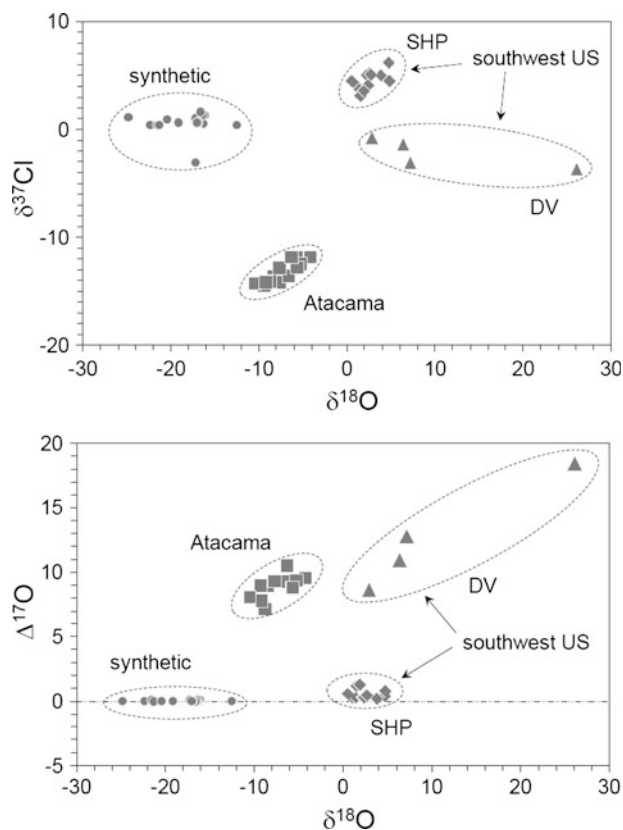 10
SHP
southwest US
synthetic
0
δ³⁷Cl
DV
-10
Atacama
-20
-30 -20 -10 0 10 20 30
δ¹⁸O
20
15
Atacama
10
Δ¹⁷O
DV
5
southwest US
synthetic
0
SHP
-5
-30 -20 -10 0 10 20 30
δ¹⁸O